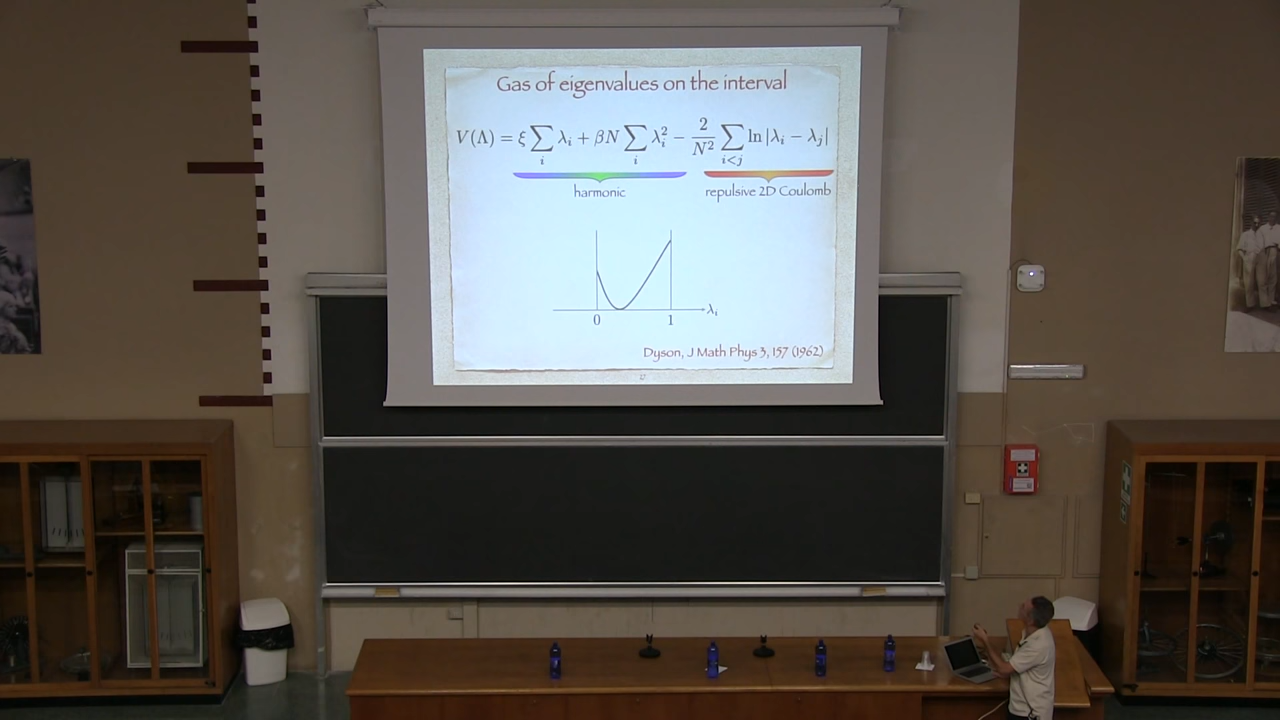 Gas of eigenvalues on the interval
V(Λ) = ξ ∑_i λ_i + βN ∑_i λ_i^2 − 2/N^2 ∑_{i<j} ln|λ_i − λ_j|
harmonic
repulsive 2D Coulomb
0 1 λ_i
Dyson, J Math Phys 3, 157 (1962)